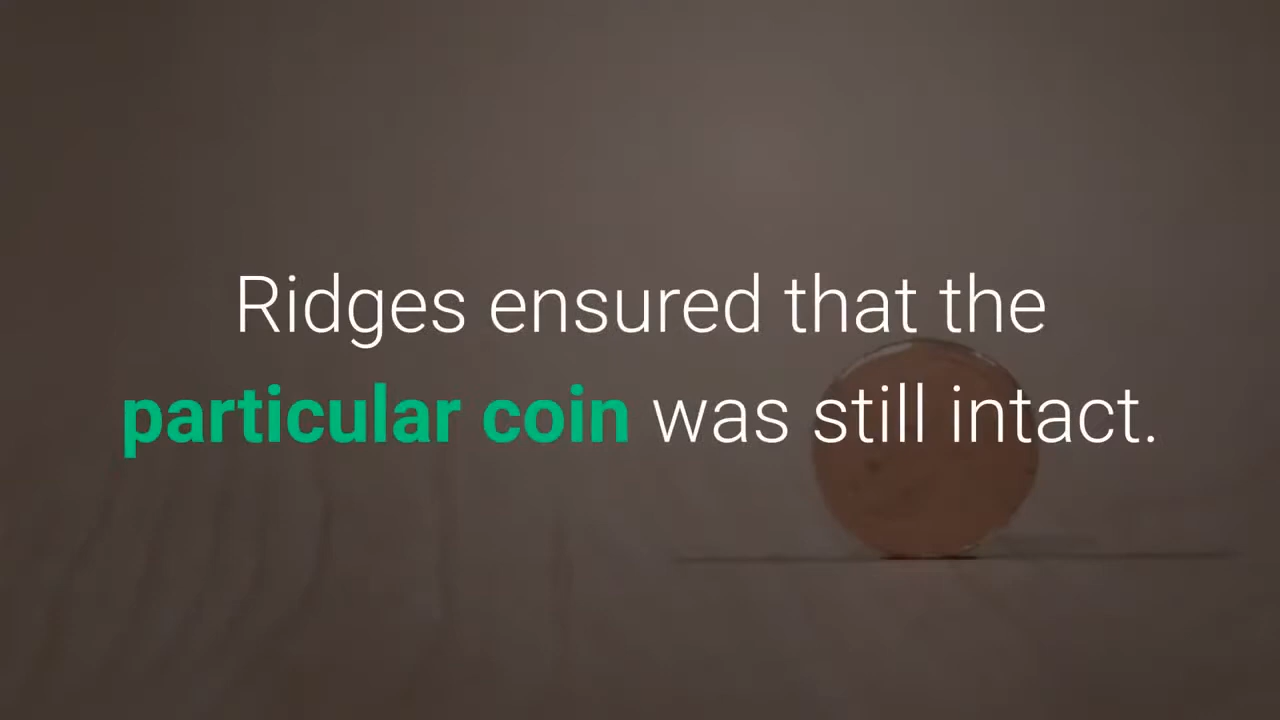 Ridges ensured that the
particular coin was still intact.